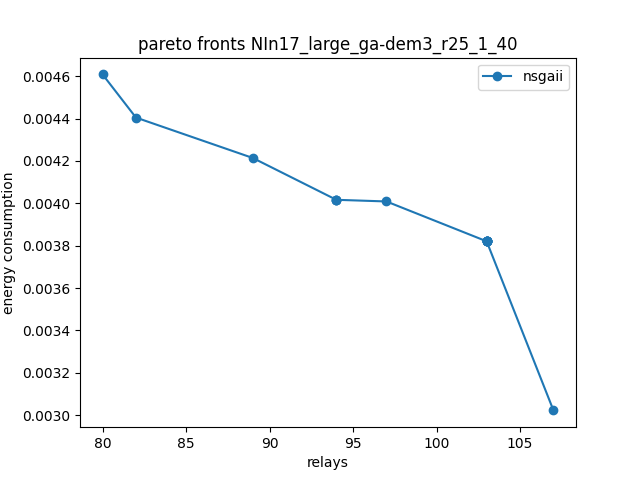 pareto fronts NIn17_large_ga-dem3_r25_1_40
nsgaii
energy consumption
0.0046
0.0044
0.0042
0.0040
0.0038
0.0036
0.0034
0.0032
0.0030
80 85 90 95 100 105
relays